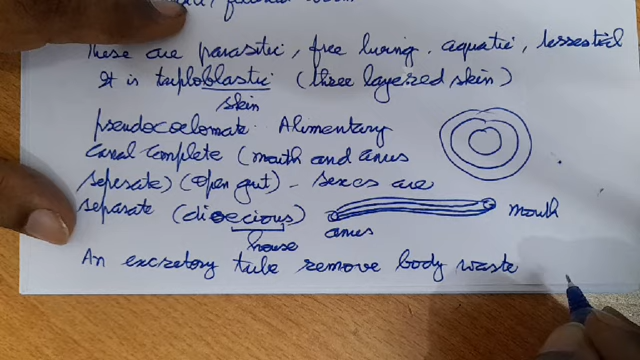 These are parasitic, free living, aquatic, terrestrial
It is triploblastic (three layered skin)
skin
pseudocoelomate. Alimentary
canal complete (mouth and anus
seperate) (open gut) - sexes are
separate (dioecious)
house
mouth
anus
An excretory tube remove body waste